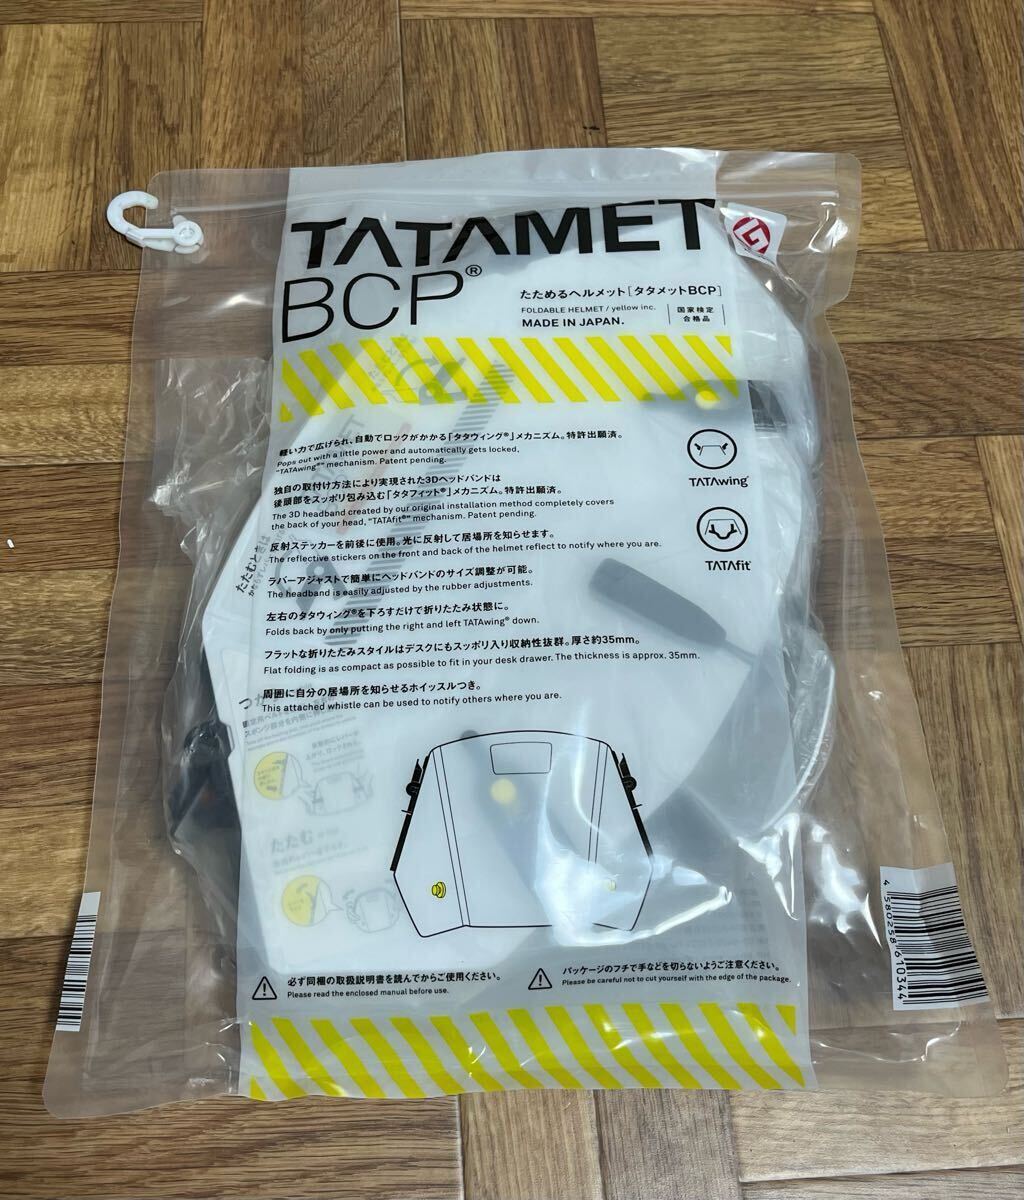 TATAMET
BCP®
たためるヘルメット[タタメットBCP]
FOLDABLE HELMET / yellow inc.
MADE IN JAPAN.
国家検定
合格品
軽い力で広げられ、自動でロックがかかる「タタウィング®」メカニズム。特許出願済。
Pops out with a little power and automatically gets locked,
"TATAwing®" mechanism. Patent pending.
TATAwing®
独自の取付け方法により実現された3Dヘッドバンドは
後頭部をスッポリ包み込む「タタフィット®」メカニズム。特許出願済。
The 3D headband created by our original installation method completely covers
the back of your head, "TATAfit®" mechanism. Patent pending.
TATAfit®
反射ステッカーを前後に使用。光に反射して居場所を知らせます。
The reflective stickers on the front and back of the helmet reflect to notify where you are.
ラバーアジャストで簡単にヘッドバンドのサイズ調整が可能。
The headband is easily adjusted by the rubber adjustments.
左右のタタウィング®を下ろすだけで折りたたみ状態に。
Folds back by only putting the right and left TATAwing® down.
フラットな折りたたみスタイルはデスクにもスッポリ入り収納性抜群。厚さ約35mm。
Flat folding is as compact as possible to fit in your desk drawer. The thickness is approx. 35mm.
周囲に自分の居場所を知らせるホイッスルつき。
This attached whistle can be used to notify others where you are.
たたむときは
たたむ
必ず同梱の取扱説明書を読んでからご使用ください。
Please read the enclosed manual before use.
パッケージのフチで手などを切らないようご注意ください。
Please be careful not to cut yourself with the edge of the package.
4 580258 610344